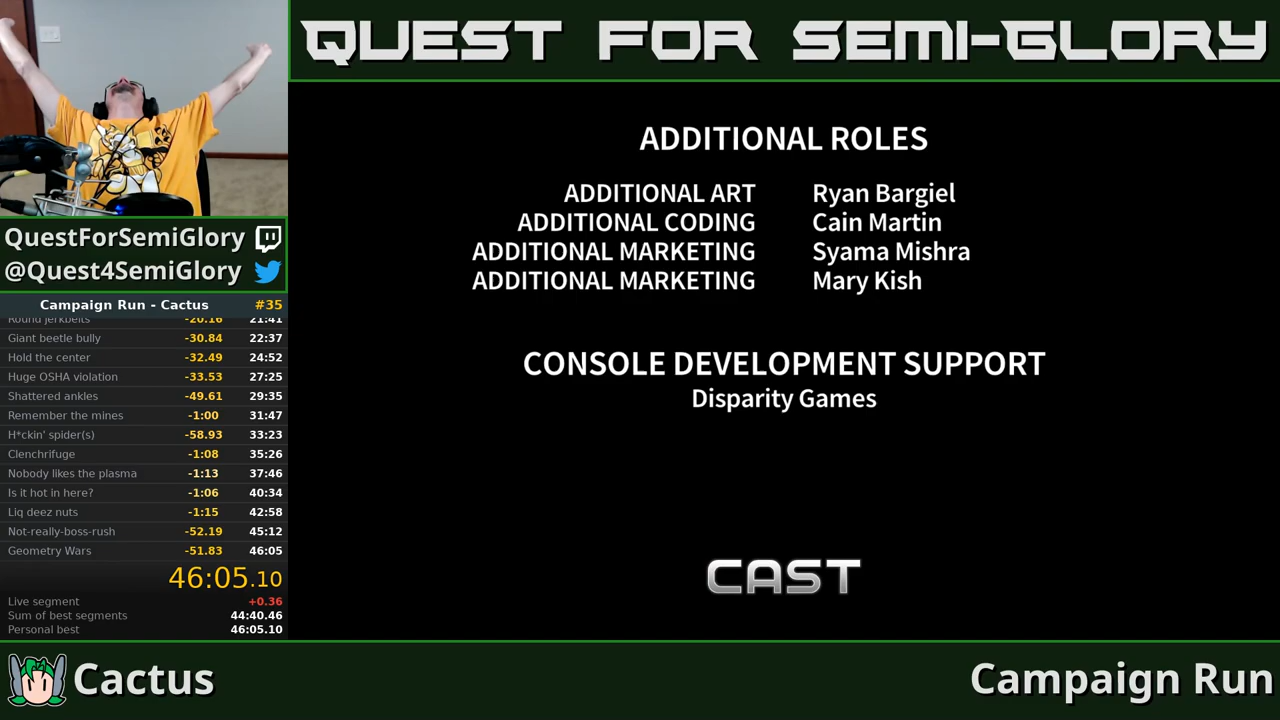 QUEST FOR SEMI-GLORY
QuestForSemiGlory
@Quest4SemiGlory
Campaign Run - Cactus #35
Round jerkbeits -20.16 21:41
Giant beetle bully -30.84 22:37
Hold the center -32.49 24:52
Huge OSHA violation -33.53 27:25
Shattered ankles -49.61 29:35
Remember the mines -1:00 31:47
H*ckin' spider(s) -58.93 33:23
Clenchrifuge -1:08 35:26
Nobody likes the plasma -1:13 37:46
Is it hot in here? -1:06 40:34
Liq deez nuts -1:15 42:58
Not-really-boss-rush -52.19 45:12
Geometry Wars -51.83 46:05
46:05.10
Live segment +0.36
Sum of best segments 44:40.46
Personal best 46:05.10
ADDITIONAL ROLES
ADDITIONAL ART Ryan Bargiel
ADDITIONAL CODING Cain Martin
ADDITIONAL MARKETING Syama Mishra
ADDITIONAL MARKETING Mary Kish
CONSOLE DEVELOPMENT SUPPORT
Disparity Games
CAST
Cactus
Campaign Run